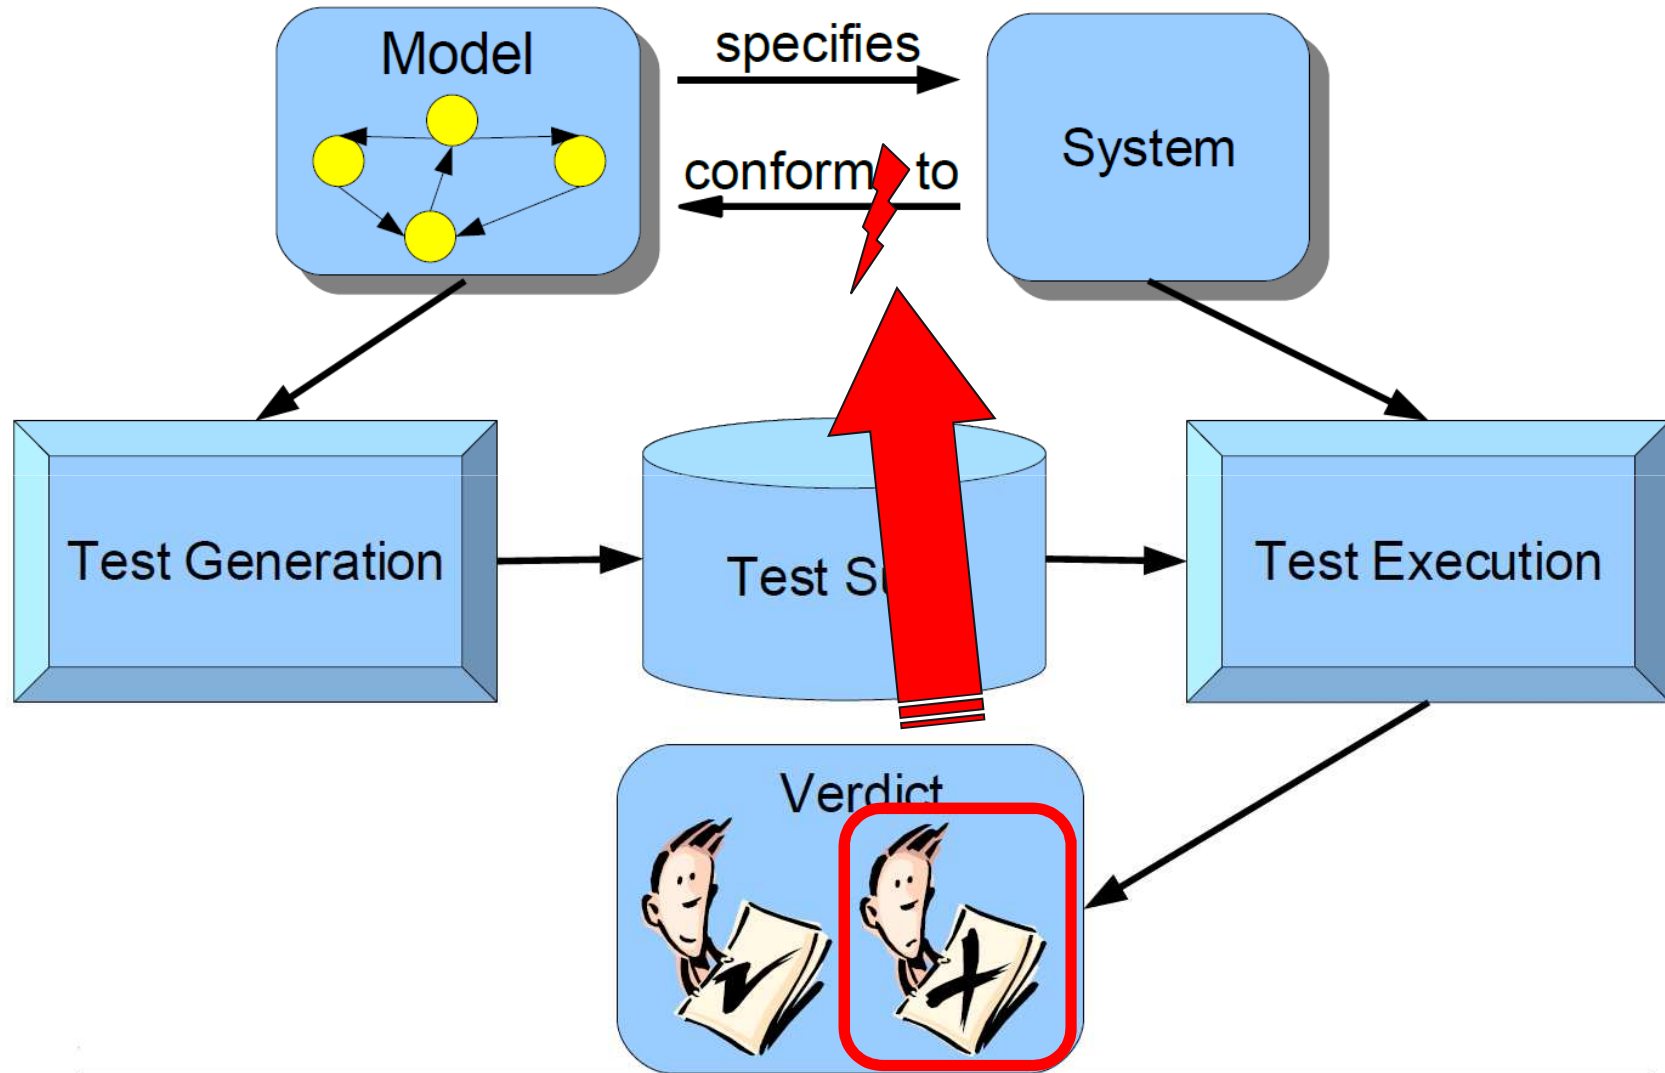 Model
specifies
System
conform to
Test Generation
Test
Test Execution
Verdict